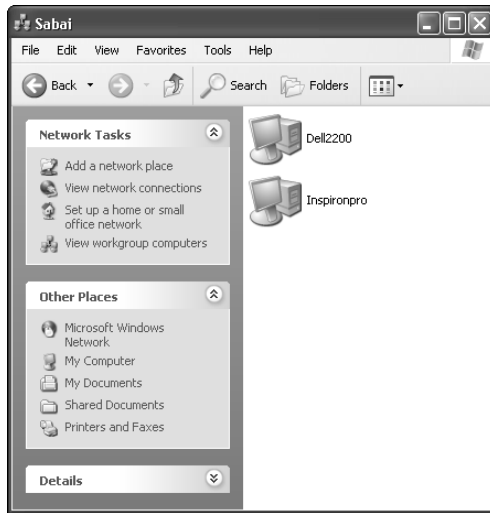 Sabai
File Edit View Favorites Tools Help
Back Search Folders
Network Tasks
Add a network place
View network connections
Set up a home or small
office network
View workgroup computers
Other Places
Microsoft Windows
Network
My Computer
My Documents
Shared Documents
Printers and Faxes
Details
Dell2200
Inspironpro